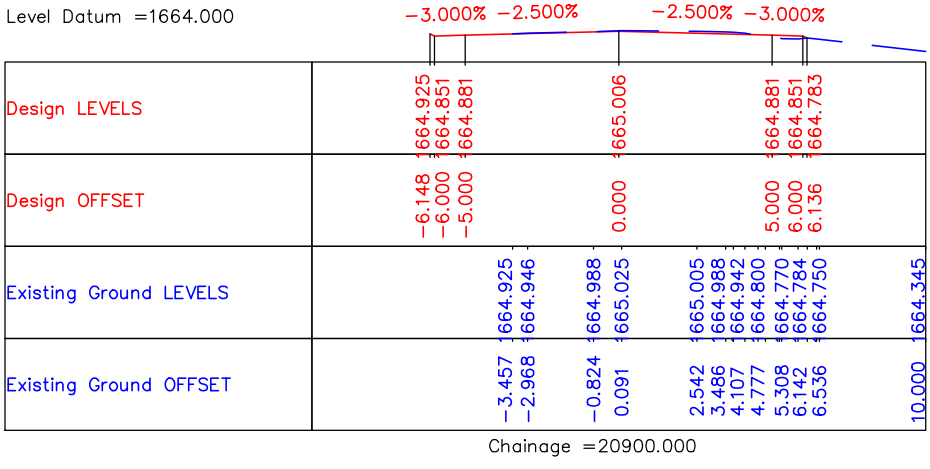 Level Datum =1664.000
-3.000% -2.500% -2.500% -3.000%
Design LEVELS 1664.925 1664.851 1664.881 1665.006 1664.881 1664.851 1664.783
Design OFFSET -6.148 -6.000 -5.000 0.000 5.000 6.000 6.136
Existing Ground LEVELS 1664.925 1664.946 1664.988 1665.025 1665.005 1664.988 1664.942 1664.800 1664.770 1664.784 1664.750 1664.345
Existing Ground OFFSET -3.457 -2.968 -0.824 0.091 2.542 3.486 4.107 4.777 5.308 6.142 6.536 10.000
Chainage =20900.000